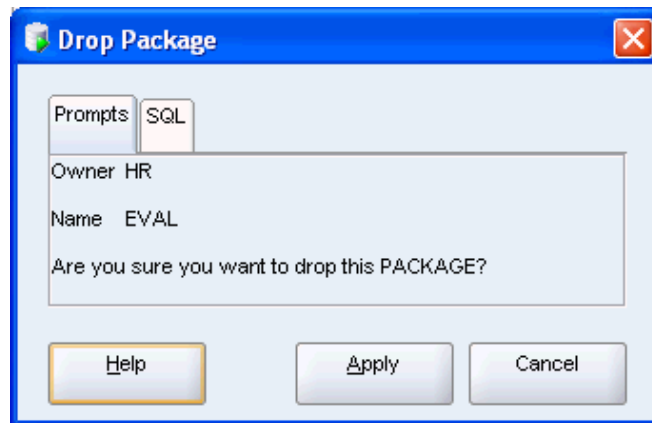 Drop Package
Prompts SQL
Owner HR
Name EVAL
Are you sure you want to drop this PACKAGE?
Help Apply Cancel